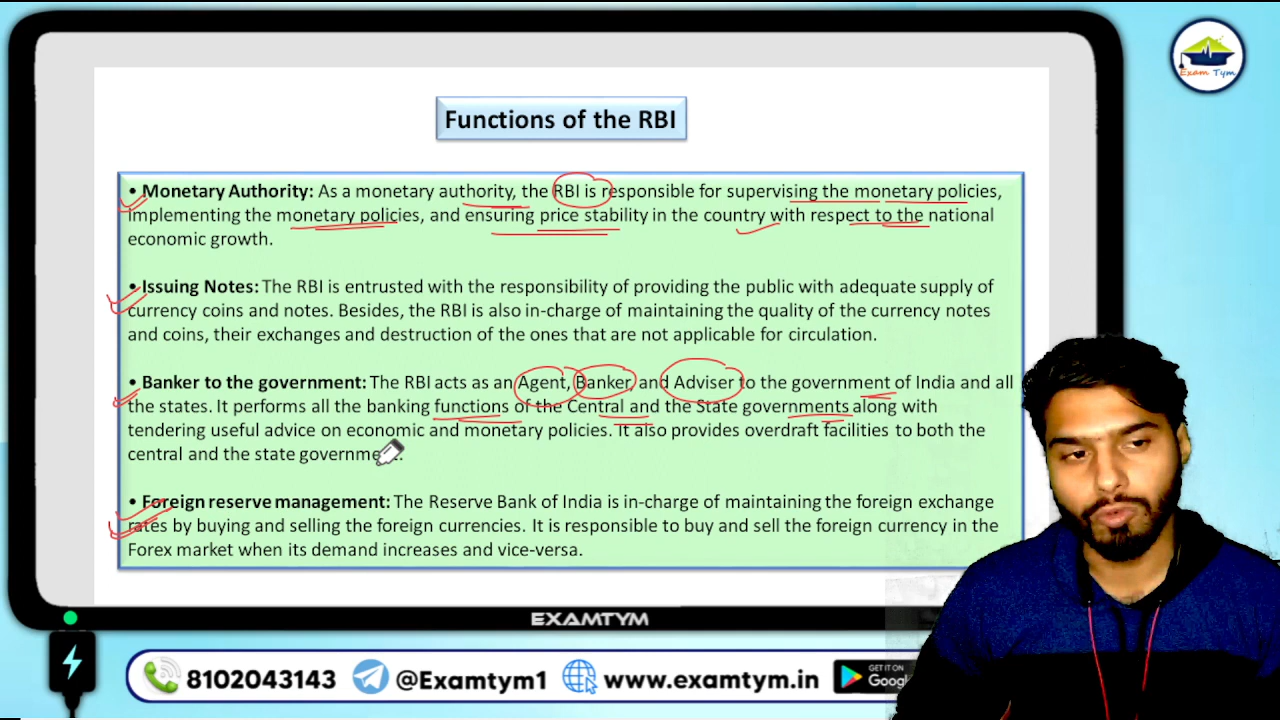 Exam Tym
Functions of the RBI
• Monetary Authority: As a monetary authority, the RBI is responsible for supervising the monetary policies,
implementing the monetary policies, and ensuring price stability in the country with respect to the national
economic growth.
• Issuing Notes: The RBI is entrusted with the responsibility of providing the public with adequate supply of
currency coins and notes. Besides, the RBI is also in-charge of maintaining the quality of the currency notes
and coins, their exchanges and destruction of the ones that are not applicable for circulation.
• Banker to the government: The RBI acts as an Agent, Banker, and Adviser to the government of India and all
the states. It performs all the banking functions of the Central and the State governments along with
tendering useful advice on economic and monetary policies. It also provides overdraft facilities to both the
central and the state
• Foreign reserve management: The Reserve Bank of India is in-charge of maintaining the foreign exchange
rates by buying and selling the foreign currencies. It is responsible to buy and sell the foreign currency in the
Forex market when its demand increases and vice-versa.
EXAMTYM
8102043143 @Examtym1 www.examtym.in GET IT ON